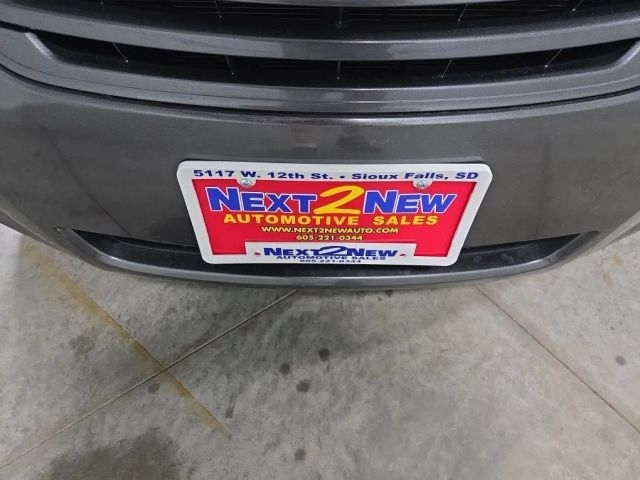 5117 W. 12th St. • Sioux Falls, SD
NEXT2NEW
AUTOMOTIVE SALES
WWW.NEXT2NEWAUTO.COM
605-221-0344
NEXT2NEW
AUTOMOTIVE SALES
605-221-0344